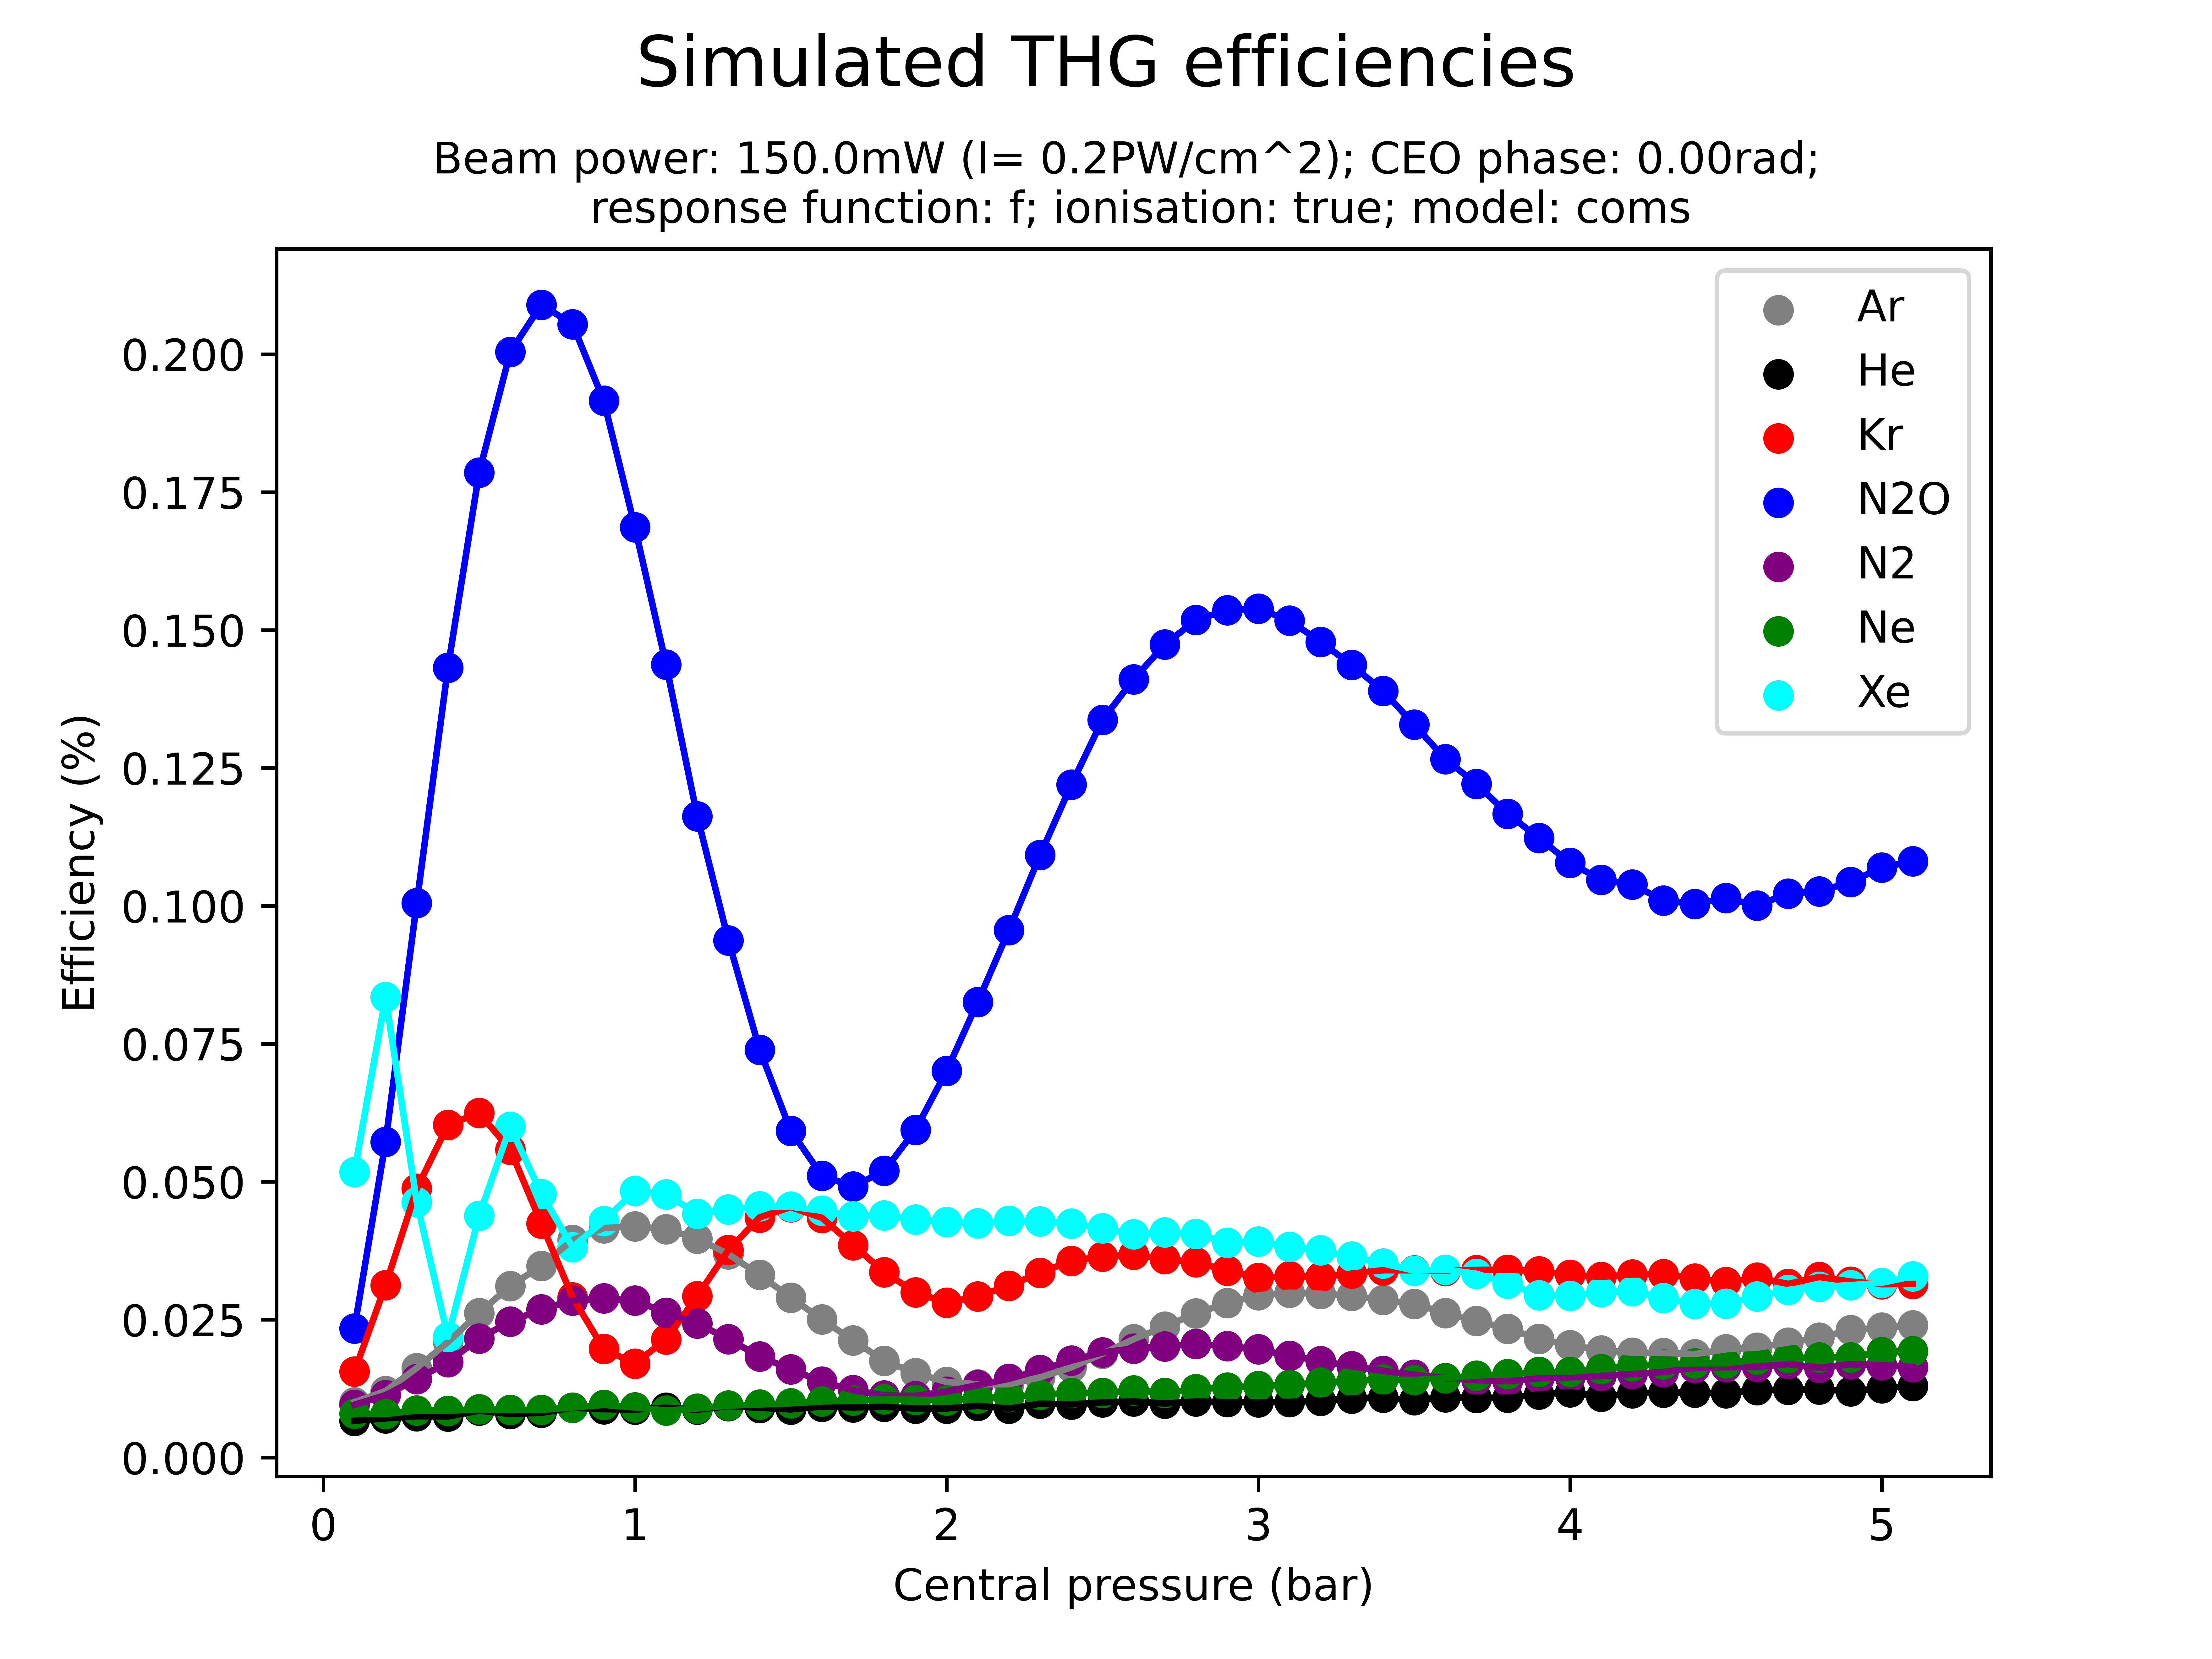 Simulated THG efficiencies
Beam power: 150.0mW (I= 0.2PW/cm^2); CEO phase: 0.00rad;
response function: f; ionisation: true; model: coms
Ar
He
Kr
N2O
N2
Ne
Xe
Efficiency (%)
0.200
0.175
0.150
0.125
0.100
0.075
0.050
0.025
0.000
0 1 2 3 4 5
Central pressure (bar)